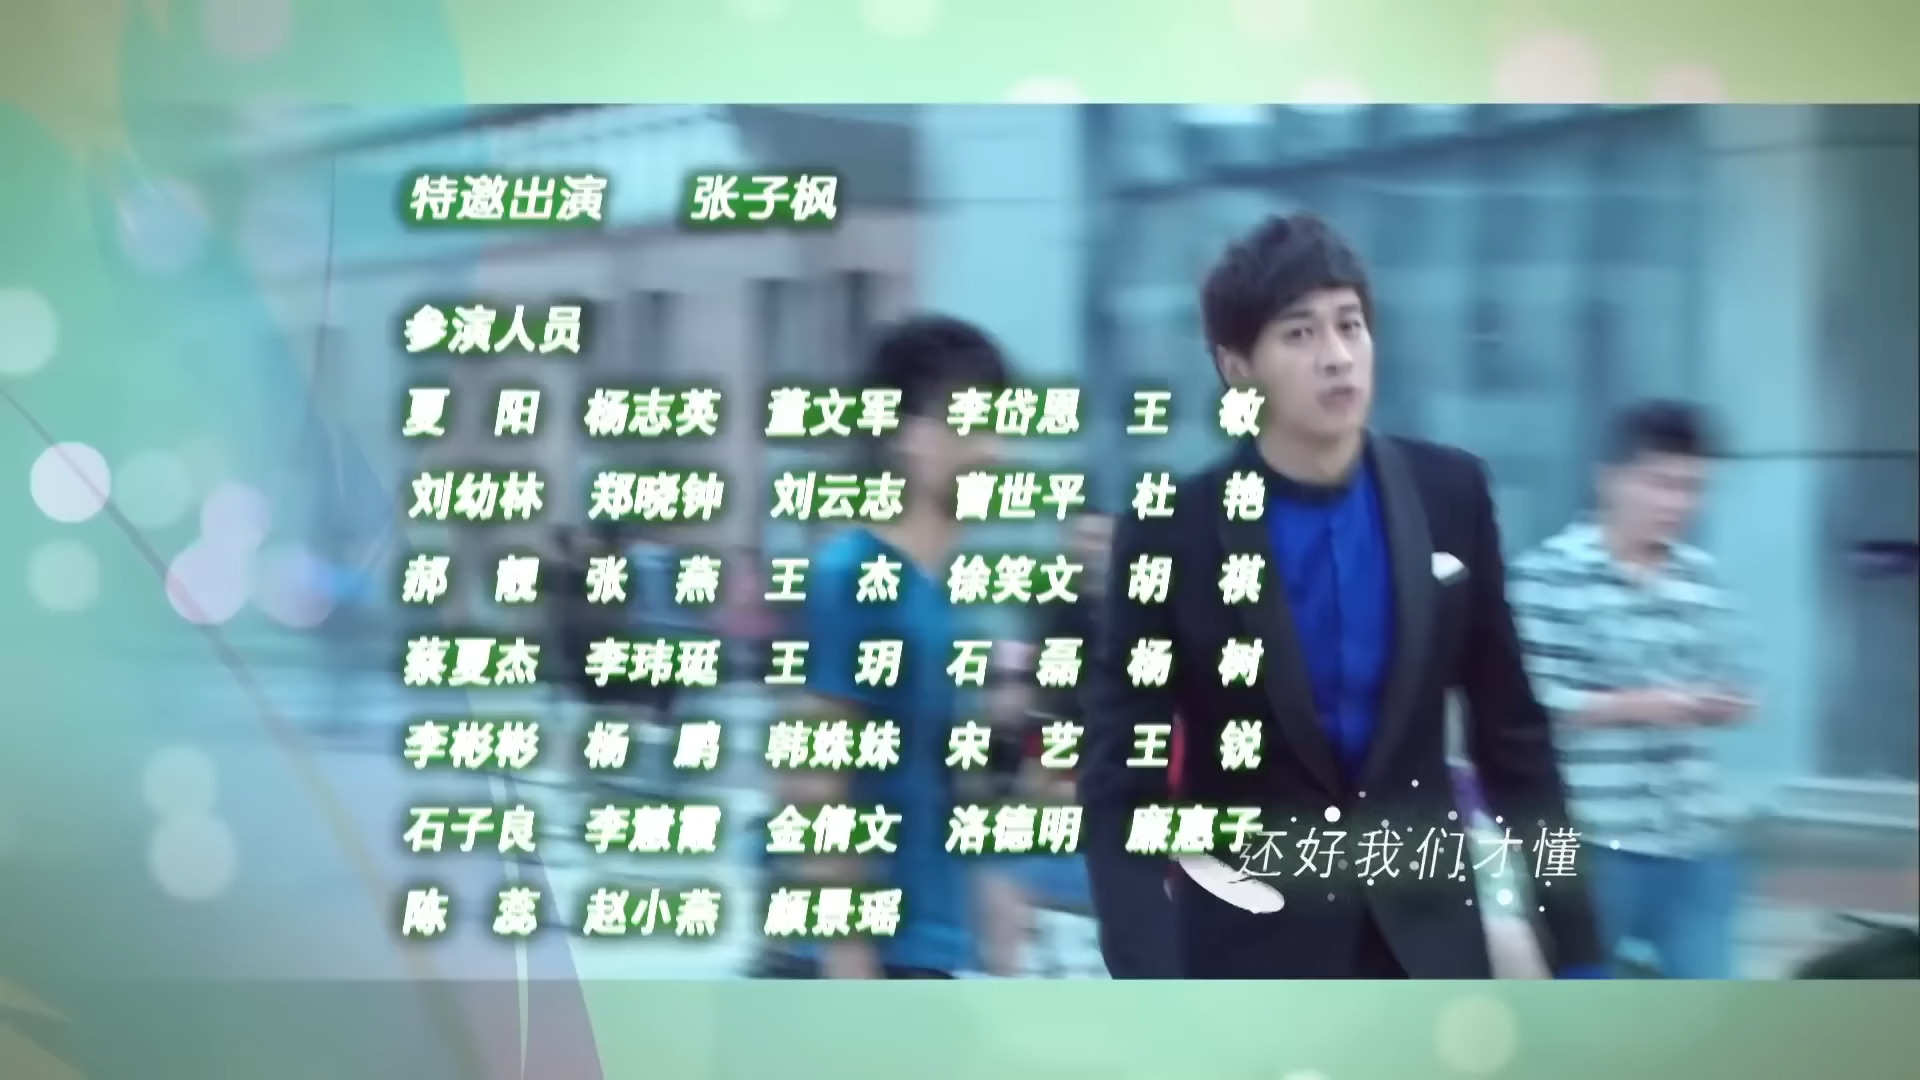 特邀出演 张子枫
参演人员
夏 阳 杨志英 董文军 李岱恩 王 敏
刘幼林 郑晓钟 刘云志 曹世平 杜 艳
郝 靓 张 燕 王 杰 徐笑文 胡 祺
蔡夏杰 李玮珽 王 玥 石 磊 杨 树
李彬彬 杨 鹏 韩姝妹 宋 艺 王 锐
石子良 李慧霞 金倩文 洛德明 廉惠子
陈 蕊 赵小燕 颜景瑶
还好我们才懂